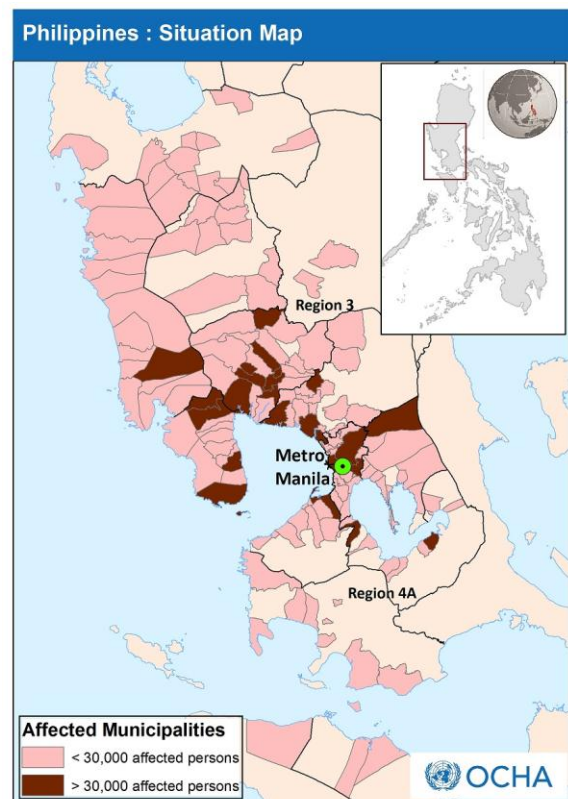 Philippines : Situation Map
Region 3
Metro
Manila
Region 4A
Affected Municipalities
< 30,000 affected persons
> 30,000 affected persons
OCHA